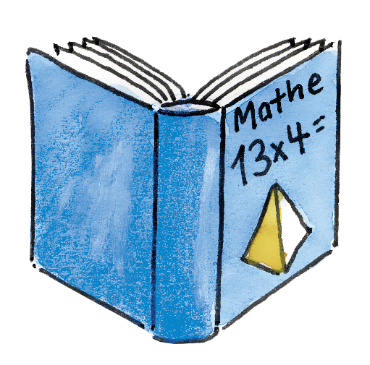 Mathe
13x4=